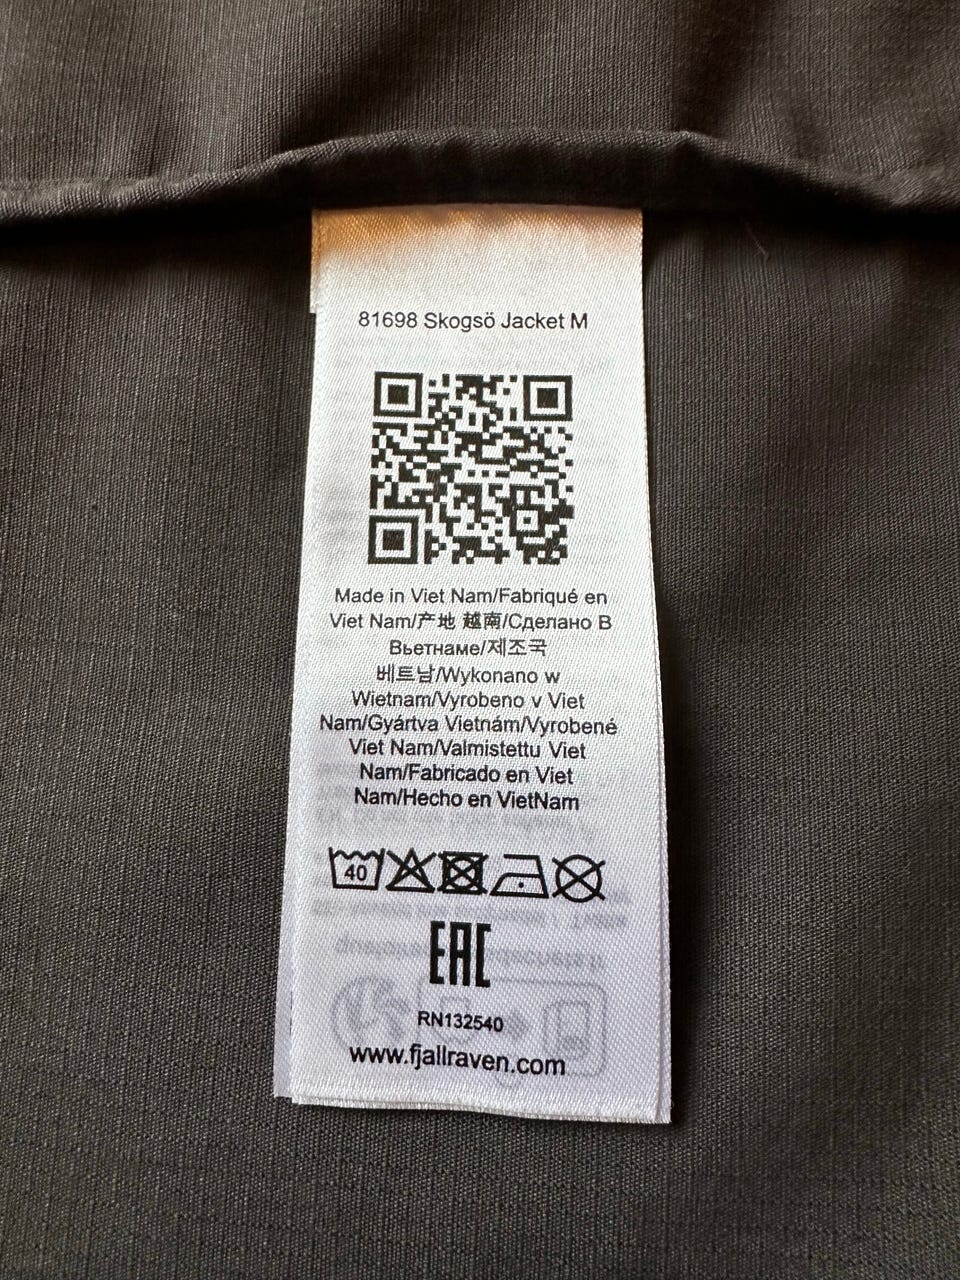 81698 Skogsö Jacket M
Made in Viet Nam/Fabriqué en
Viet Nam/产地 越南/Сделано В
Вьетнаме/제조국
베트남/Wykonano w
Wietnam/Vyrobeno v Viet
Nam/Gyártva Vietnám/Vyrobené
Viet Nam/Valmistettu Viet
Nam/Fabricado en Viet
Nam/Hecho en VietNam
40
EAC
RN132540
www.fjallraven.com